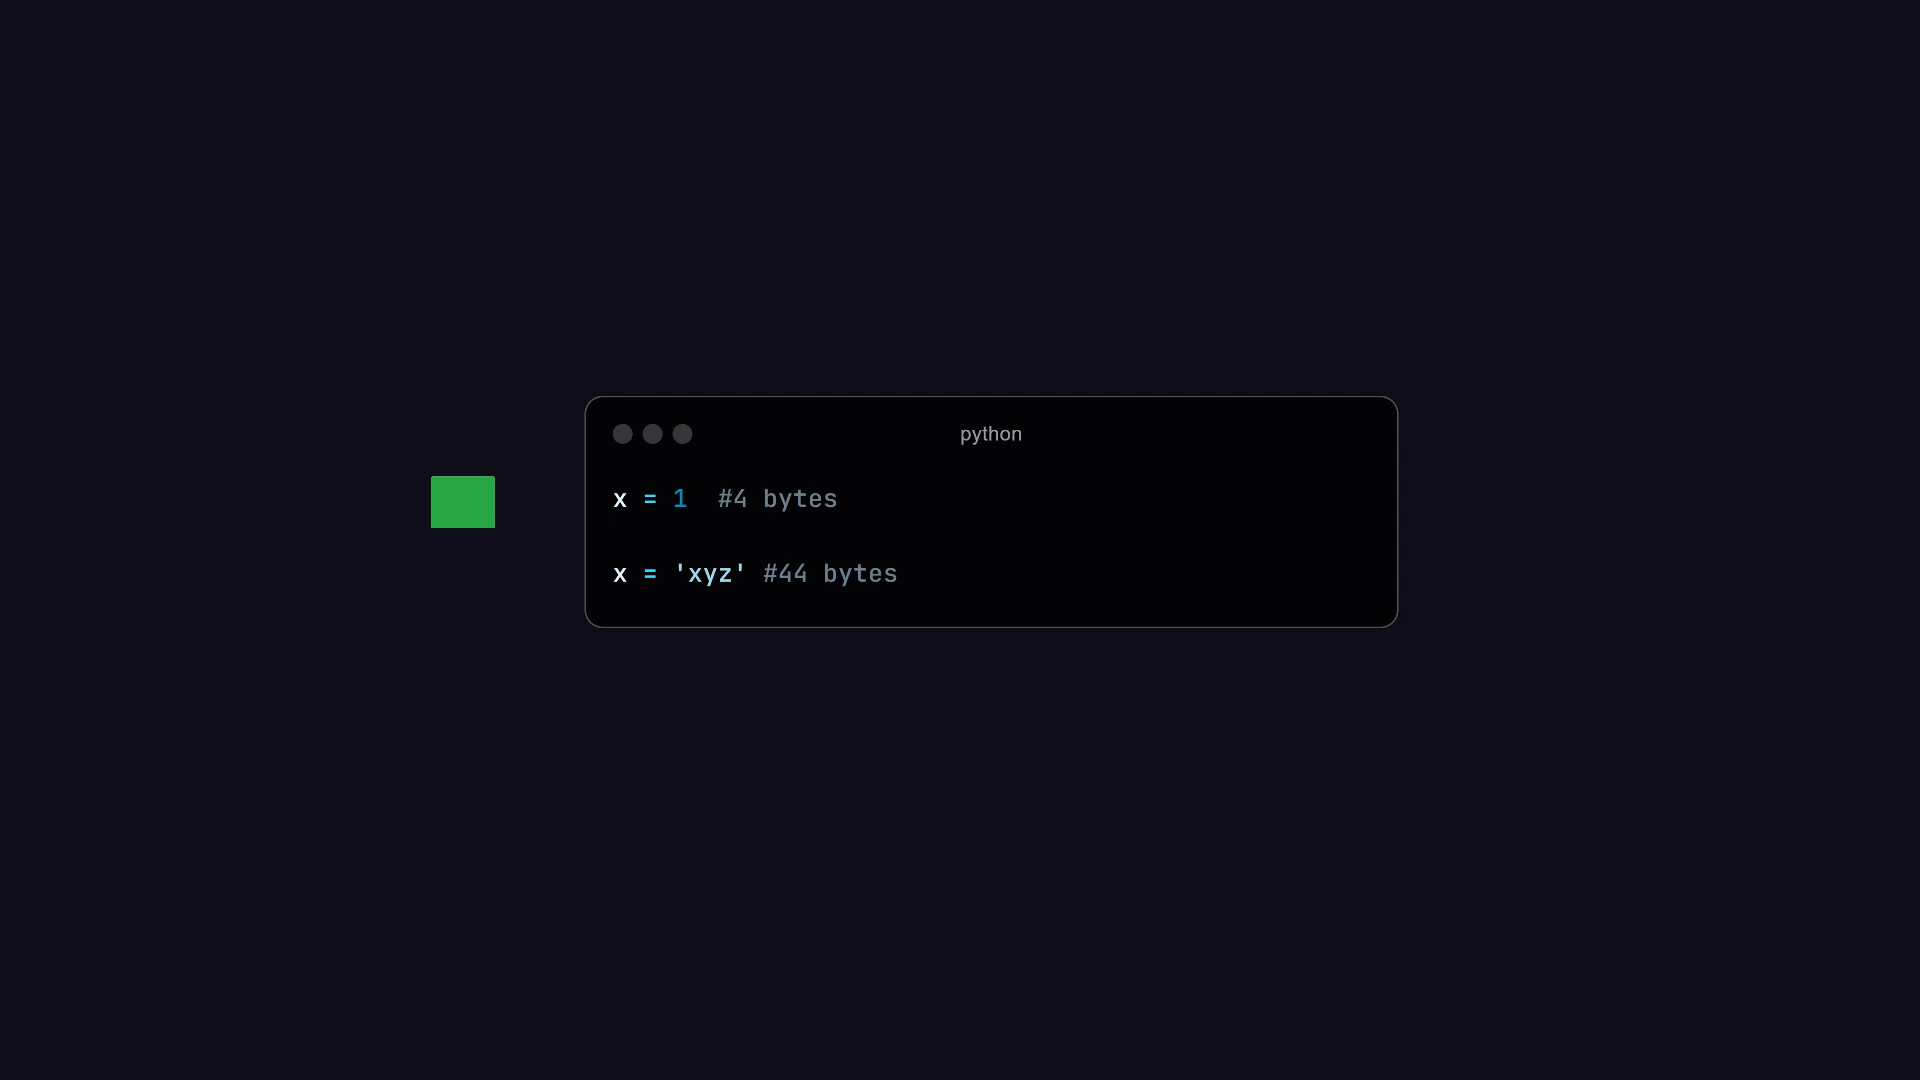 python
x = 1  #4 bytes
x = 'xyz' #44 bytes